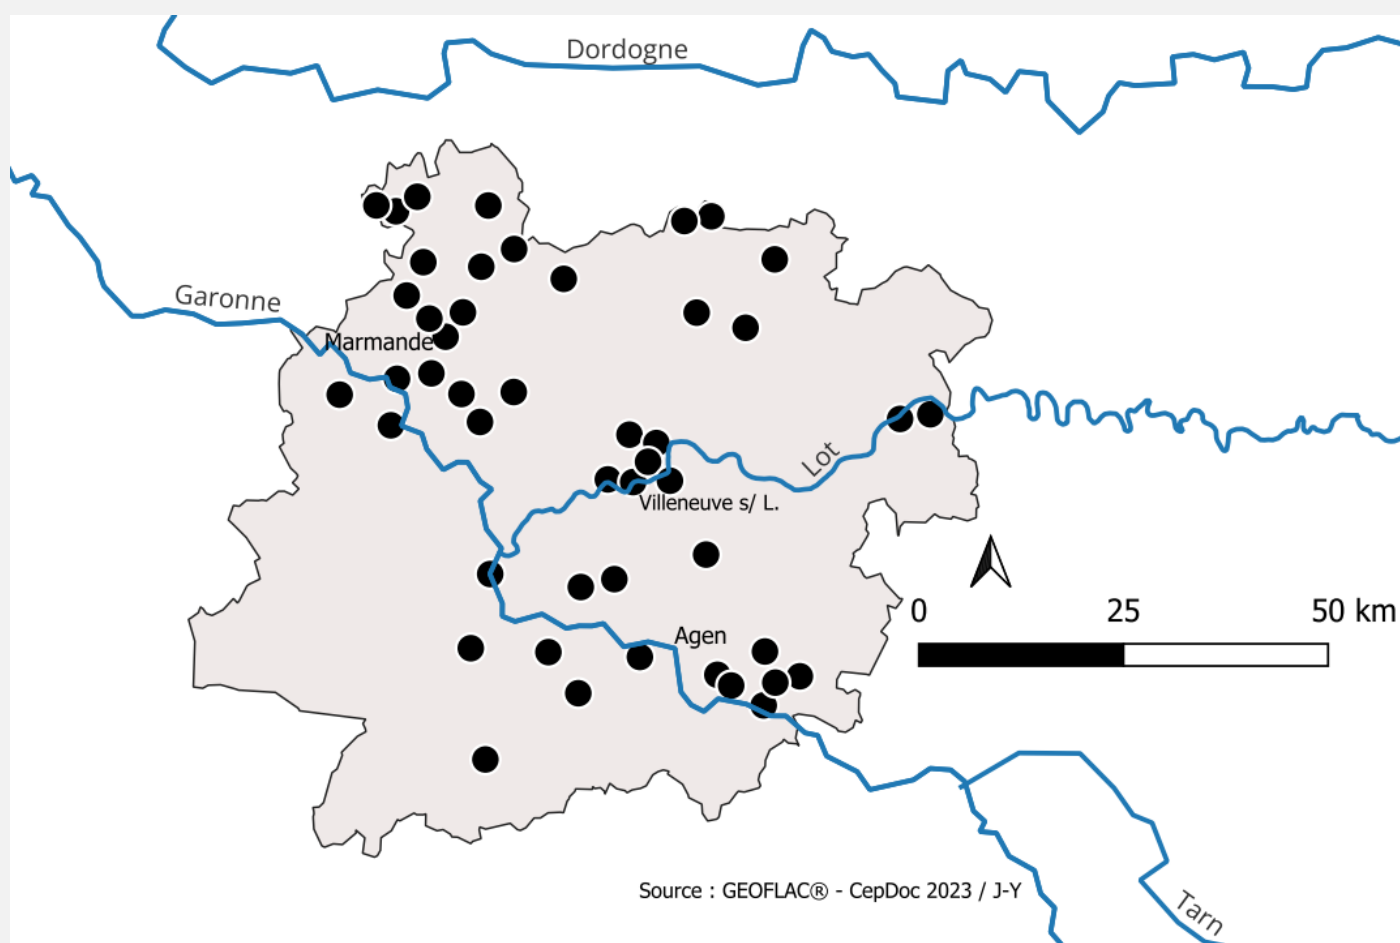 Dordogne
Garonne
Marmande
Lot
Villeneuve s/ L.
0 25 50 km
Agen
Source : GEOFLAC® - CepDoc 2023 / J-Y
Tarn